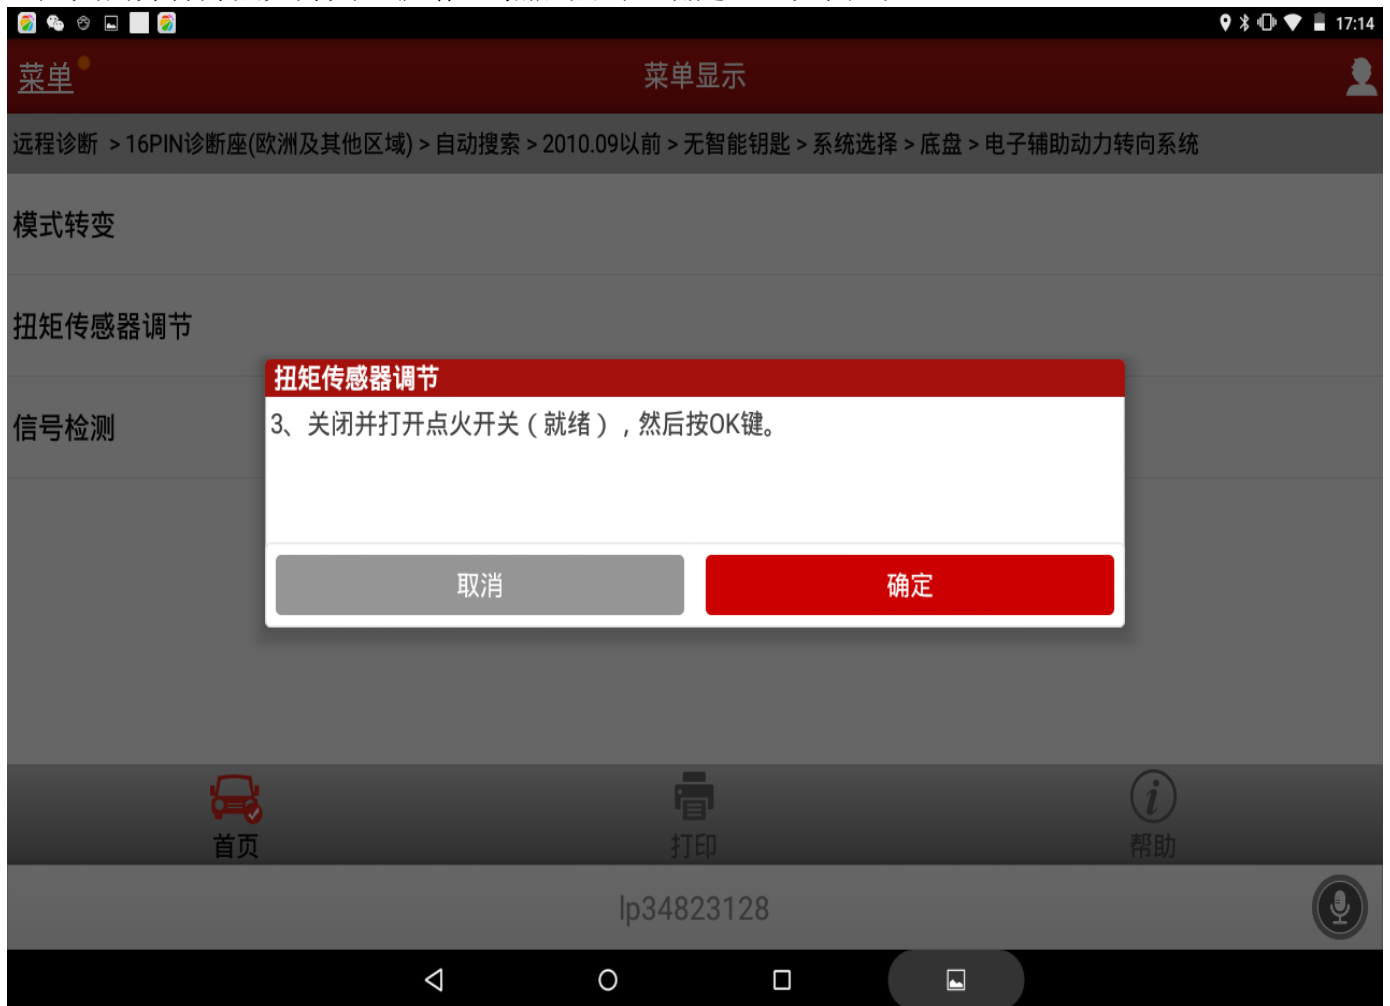 17:14
菜单
菜单显示
远程诊断 > 16PIN诊断座(欧洲及其他区域) > 自动搜索 > 2010.09以前 > 无智能钥匙 > 系统选择 > 底盘 > 电子辅助动力转向系统
模式转变
扭矩传感器调节
信号检测
扭矩传感器调节
3、关闭并打开点火开关（就绪），然后按OK键。
取消
确定
首页
打印
帮助
lp34823128